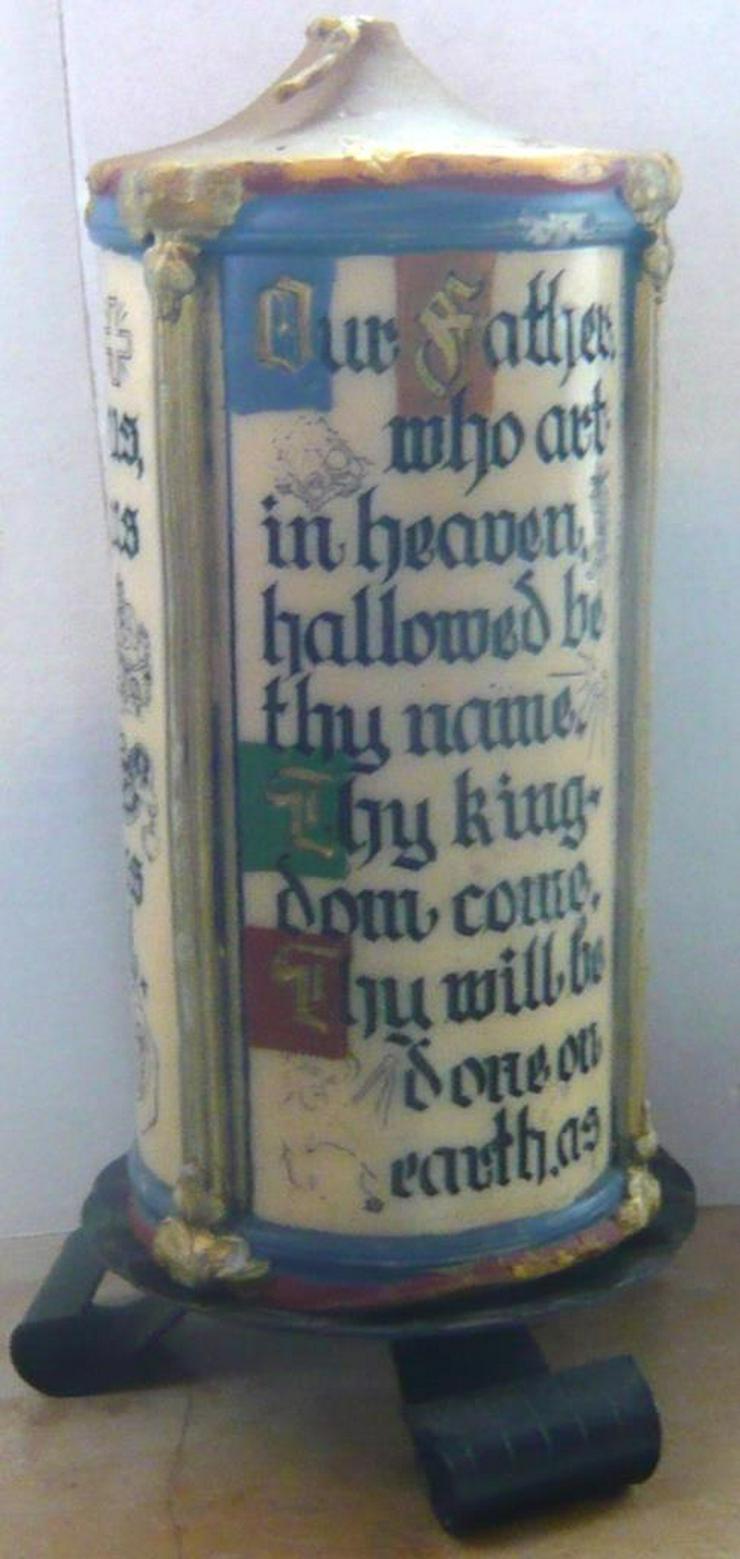 Our Father,
who art
in heaven,
hallowed be
thy name.
Thy king-
dom come.
Thy will be
done on
earth, as